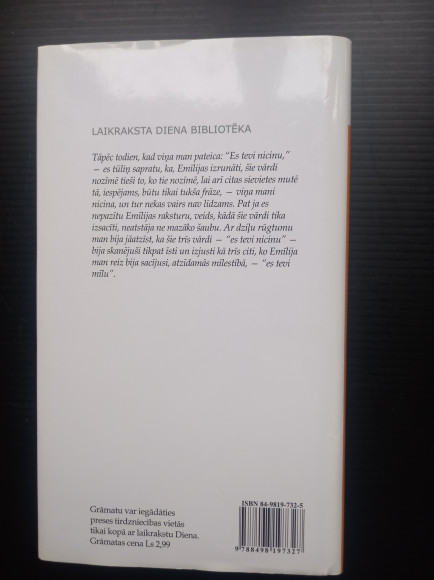 LAIKRAKSTA DIENA BIBLIOTĒKA
Tāpēc todien, kad viņa man pateica: “Es tevi nicinu,”
— es tūliņ sapratu, ka, Emīlijas izrunāti, šie vārdi
nozīmē tieši to, ko tie nozīmē, lai arī citas sievietes mutē
tā, iespējams, būtu tikai tukša frāze, — viņa mani
nicina, un tur nekas vairs nav līdzams. Pat ja es
nepazītu Emīlijas raksturu, veids, kādā šie vārdi tika
izsacīti, neatstāja ne mazāko šaubu. Ar dziļu rūgtumu
man bija jāatzīst, ka šie trīs vārdi — “es tevi nicinu” —
bija skanējuši tikpat īsti un izjusti kā trīs citi, ko Emīlija
man reiz bija sacījusi, atzīdamās mīlestībā, — “es tevi
mīlu”.
Grāmatu var iegādāties
preses tirdzniecības vietās
tikai kopā ar laikrakstu Diena.
Grāmatas cena Ls 2,99
ISBN 84-9819-732-5
9 788498 197327